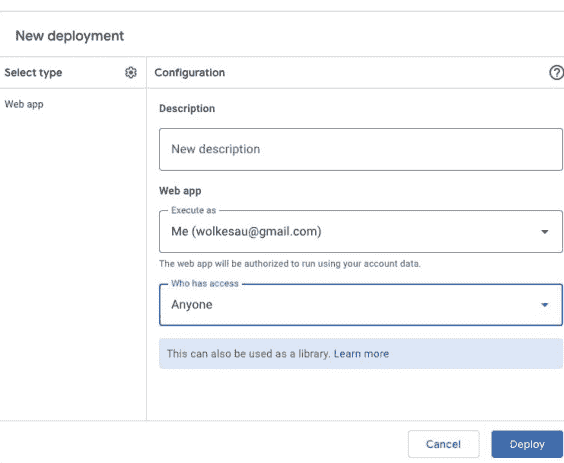 New deployment
Select type
Configuration
Web app
Description
New description
Web app
Execute as
Me (wolkesau@gmail.com)
The web app will be authorized to run using your account data.
Who has access
Anyone
This can also be used as a library. Learn more
Cancel
Deploy